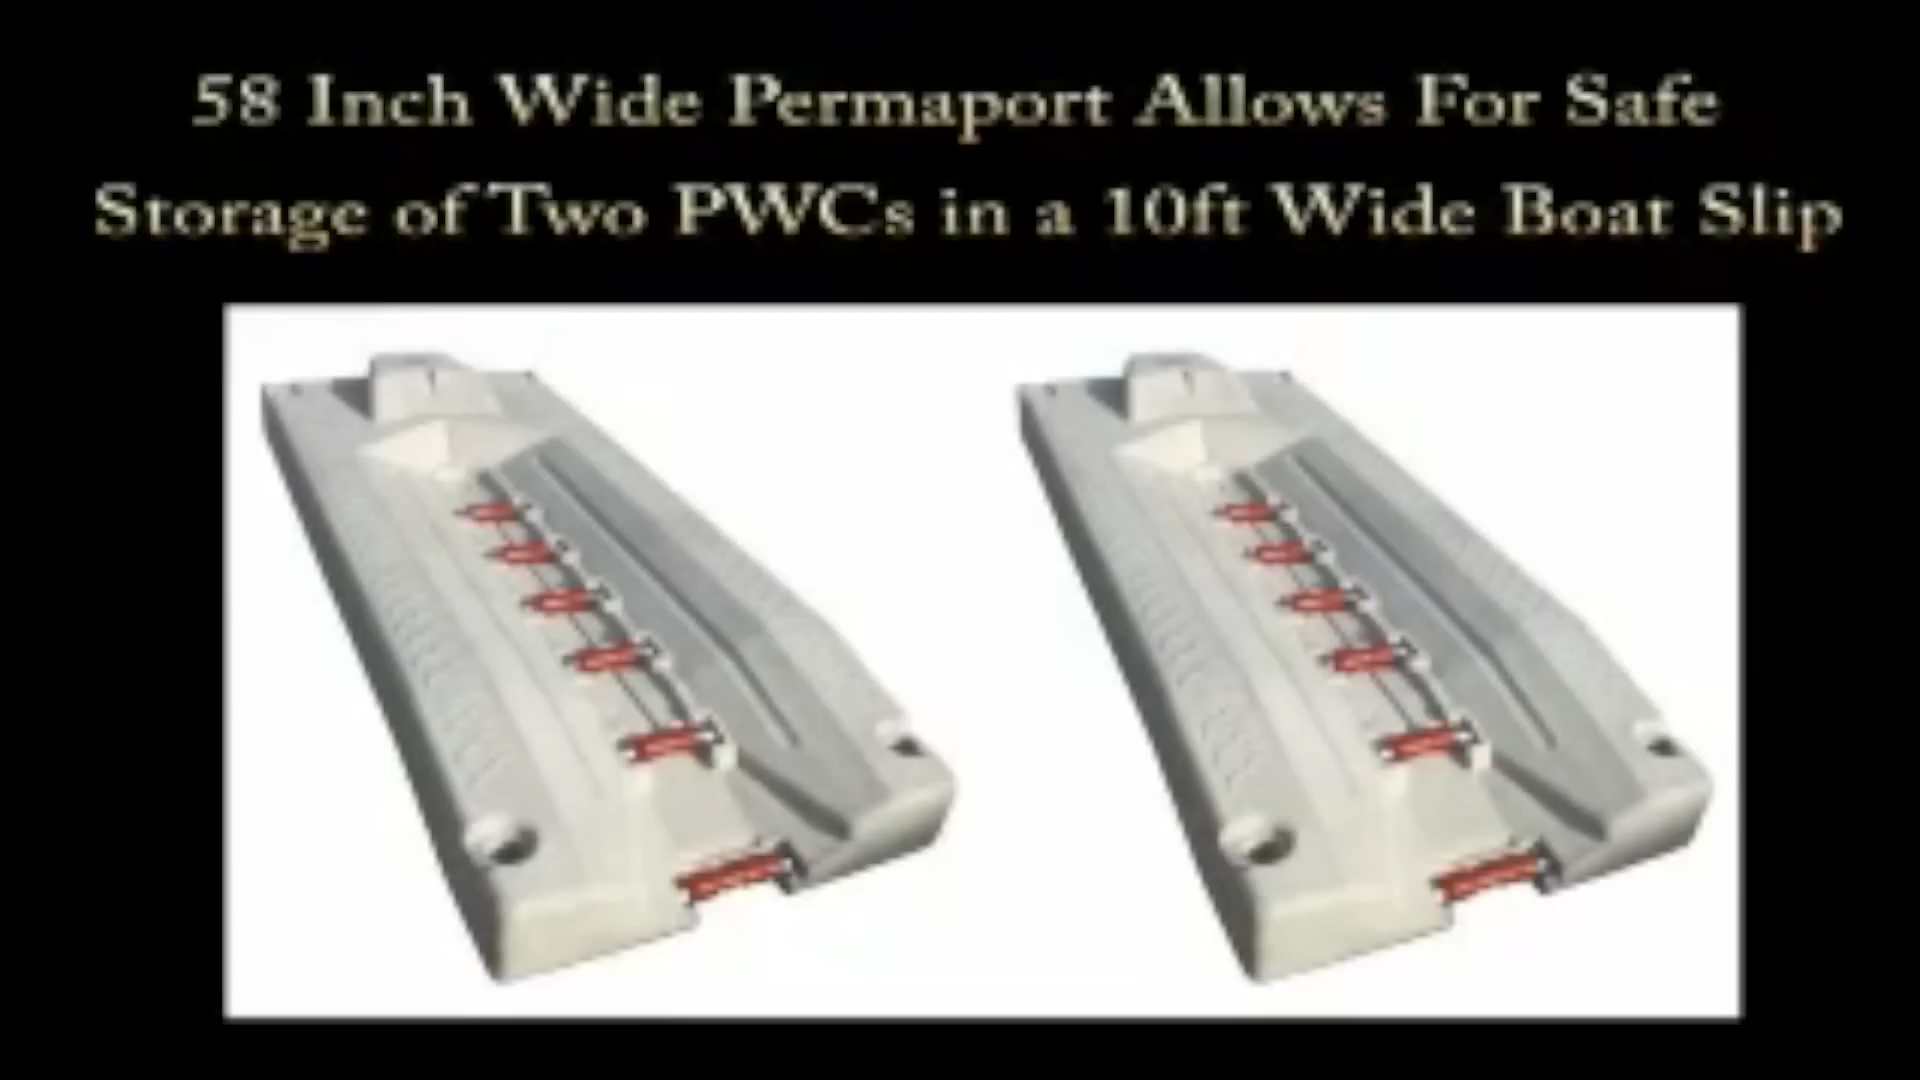 58 Inch Wide Permaport Allows For Safe
Storage of Two PWCs in a 10ft Wide Boat Slip